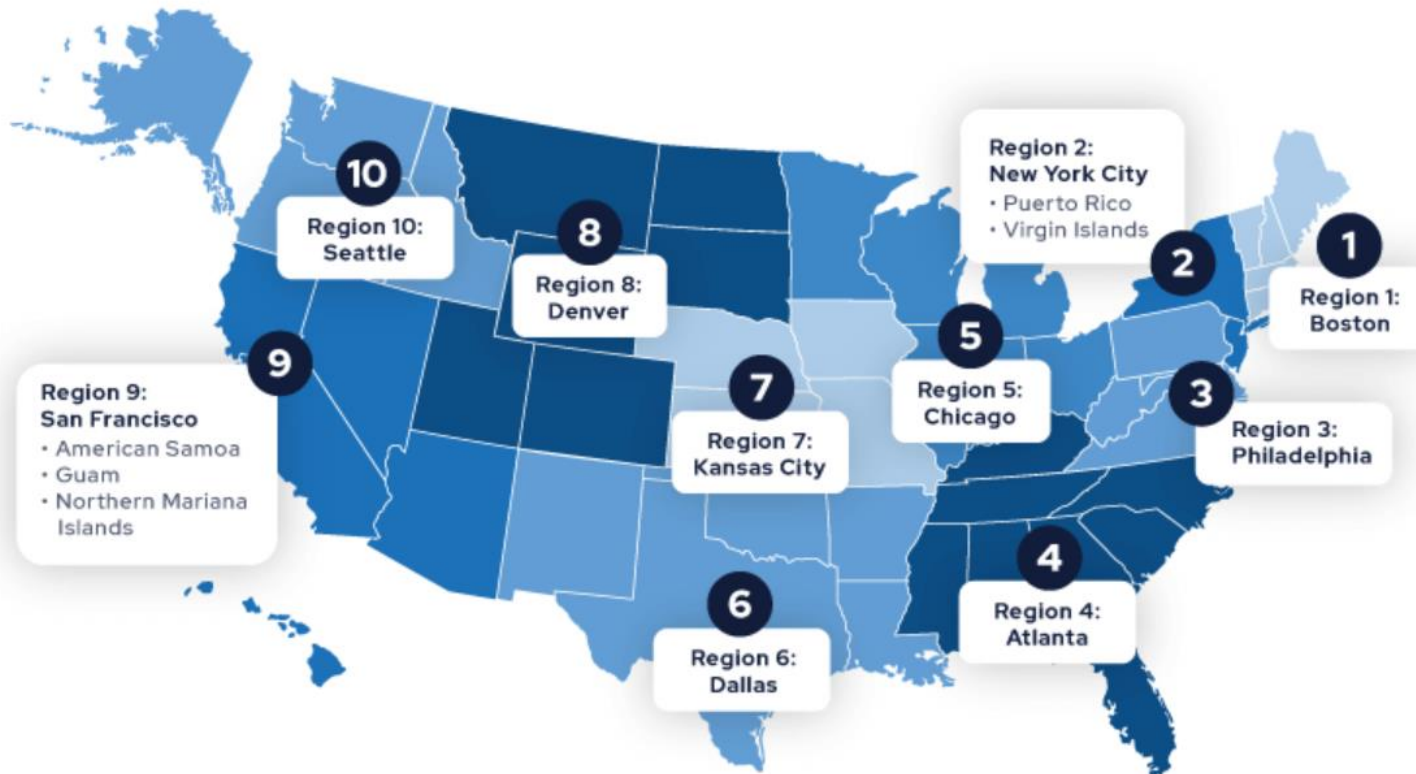 10
Region 10:
Seattle
8
Region 8:
Denver
Region 2:
New York City
• Puerto Rico
• Virgin Islands
2
1
Region 1:
Boston
9
Region 9:
San Francisco
• American Samoa
• Guam
• Northern Mariana
Islands
7
Region 7:
Kansas City
5
Region 5:
Chicago
3
Region 3:
Philadelphia
6
Region 6:
Dallas
4
Region 4:
Atlanta